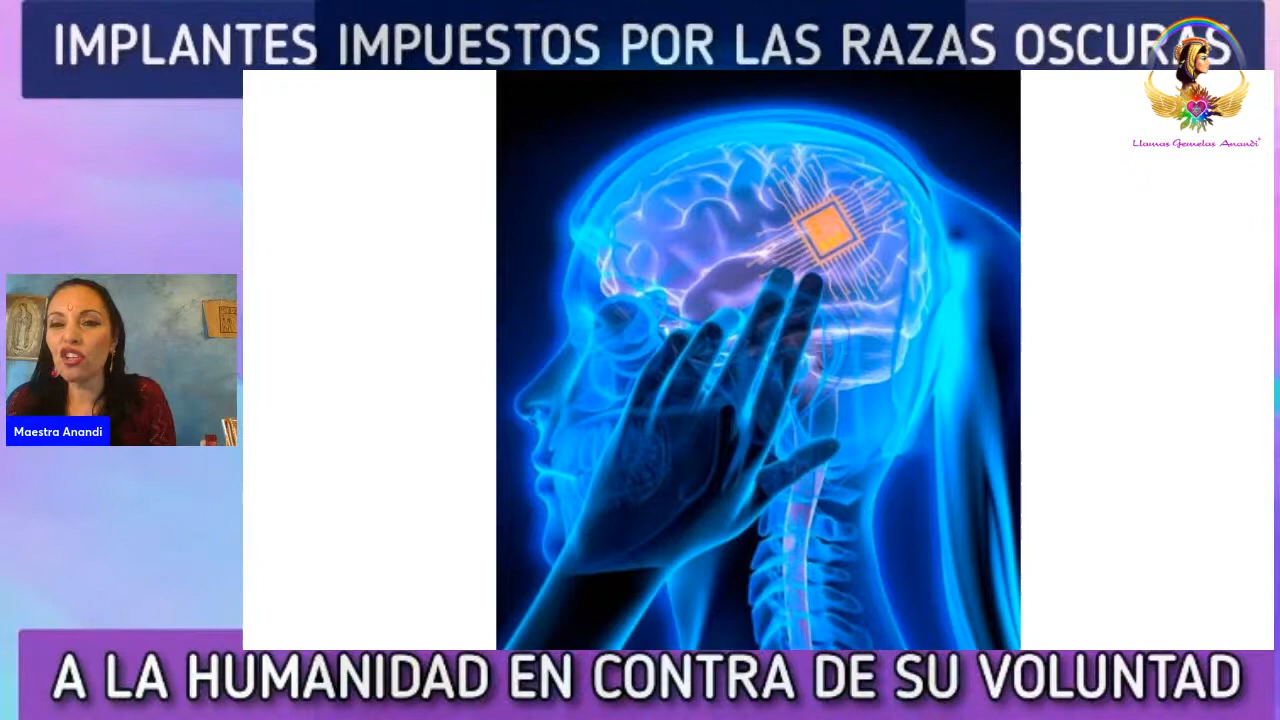 IMPLANTES IMPUESTOS POR LAS RAZAS OSCURAS
Llamas Gemelas Anandi
Maestra Anandi
A LA HUMANIDAD EN CONTRA DE SU VOLUNTAD